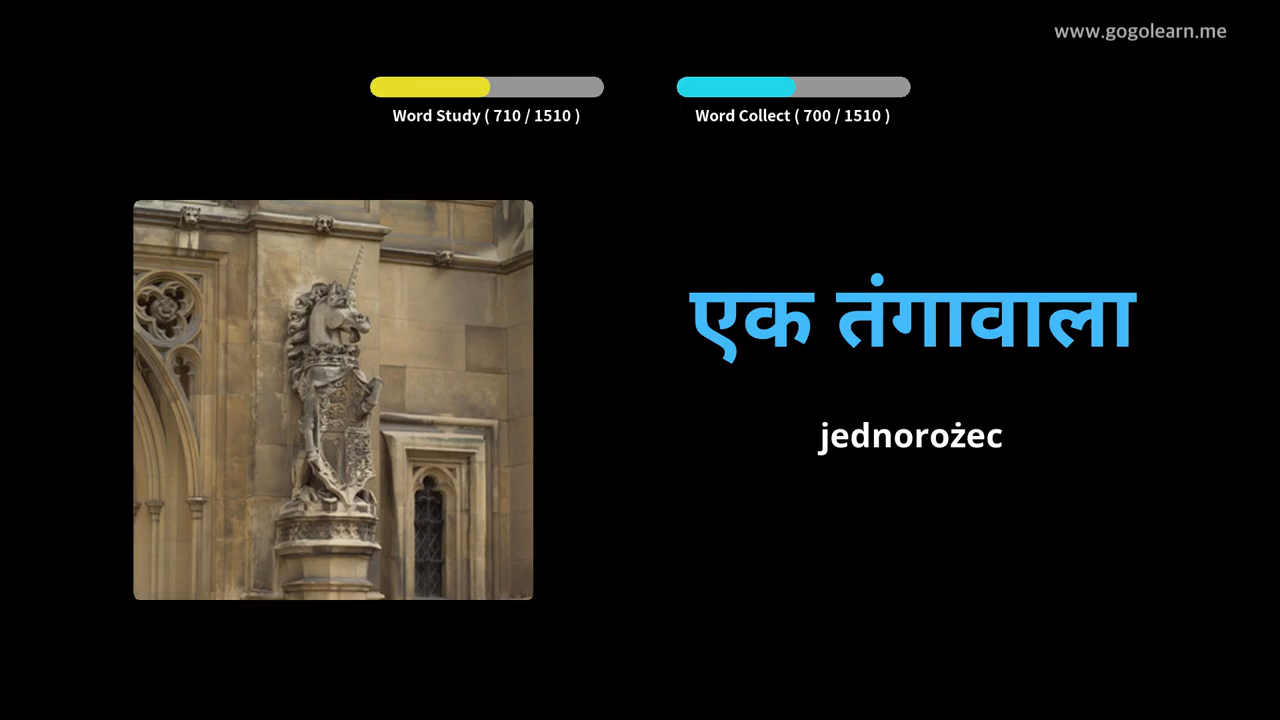 www.gogolearn.me
Word Study ( 710 / 1510 )
Word Collect ( 700 / 1510 )
एक तंगावाला
jednorożec